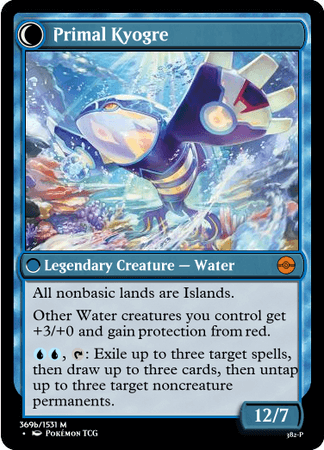 Primal Kyogre
Legendary Creature — Water
All nonbasic lands are Islands.
Other Water creatures you control get
+3/+0 and gain protection from red.
, : Exile up to three target spells,
then draw up to three cards, then untap
up to three target noncreature
permanents.
12/7
369b/1531 M
• Pokémon TCG
382-P